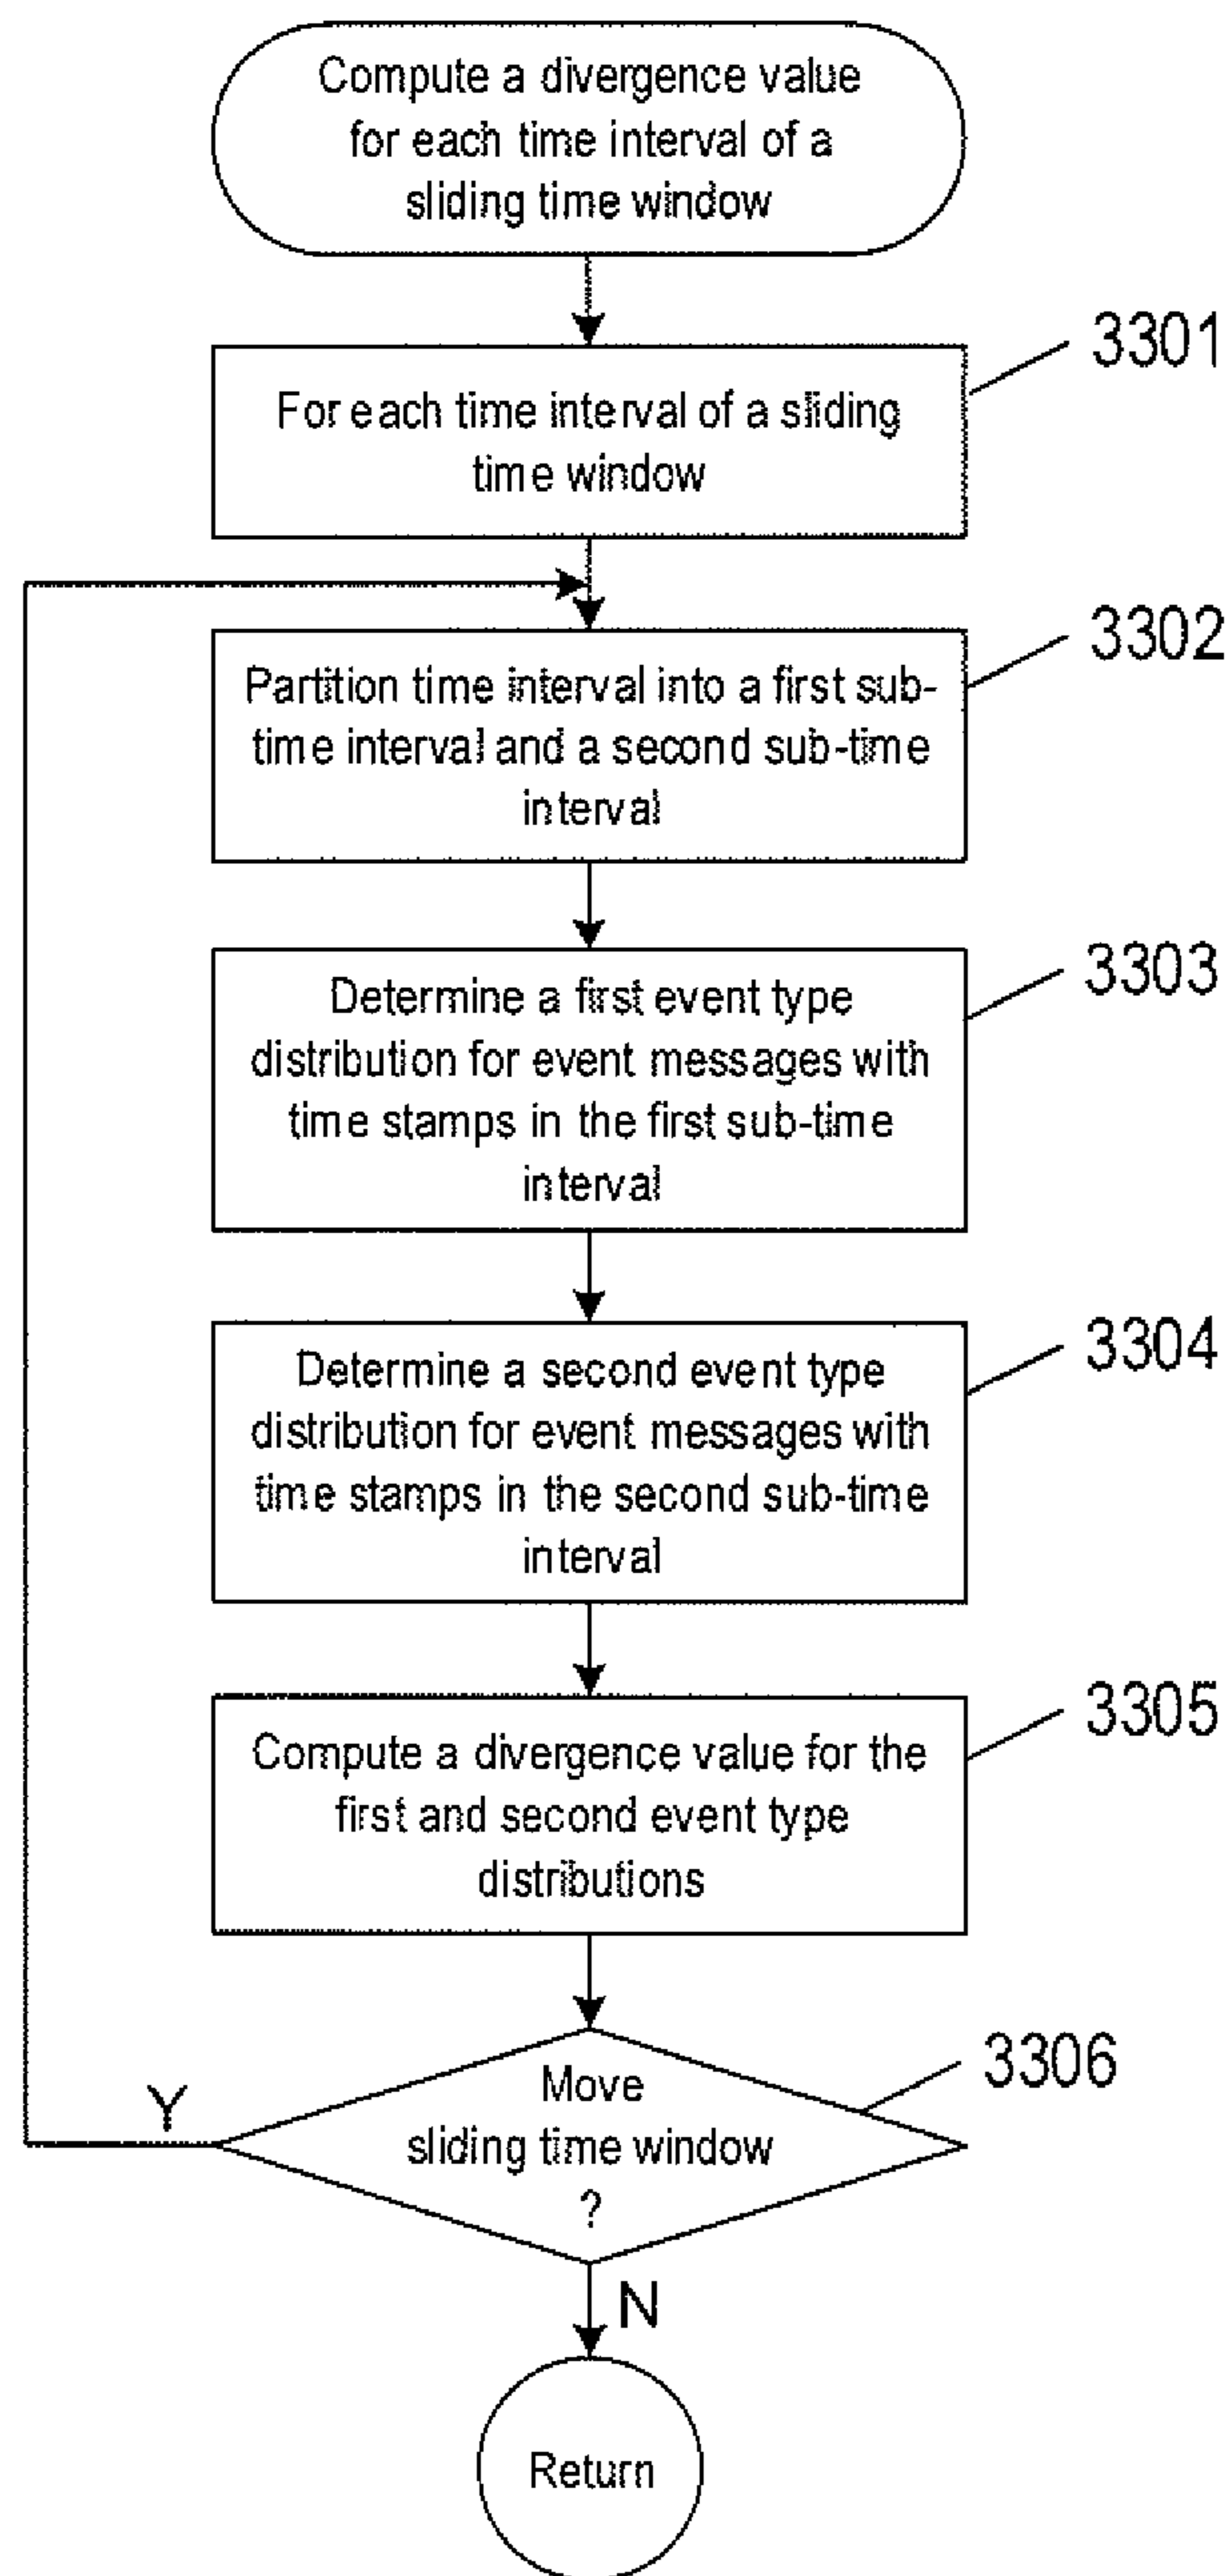 Compute a divergence value
for each time interval of a
sliding time window
3301
For each time interval of a sliding
time window
3302
Partition time interval into a first sub-
time interval and a second sub-time
interval
3303
Determine a first event type
distribution for event messages with
time stamps in the first sub-time
interval
3304
Determine a second event type
distribution for event messages with
time stamps in the second sub-time
interval
3305
Compute a divergence value for the
first and second event type
distributions
3306
Move
sliding time window
?
Y
N
Return